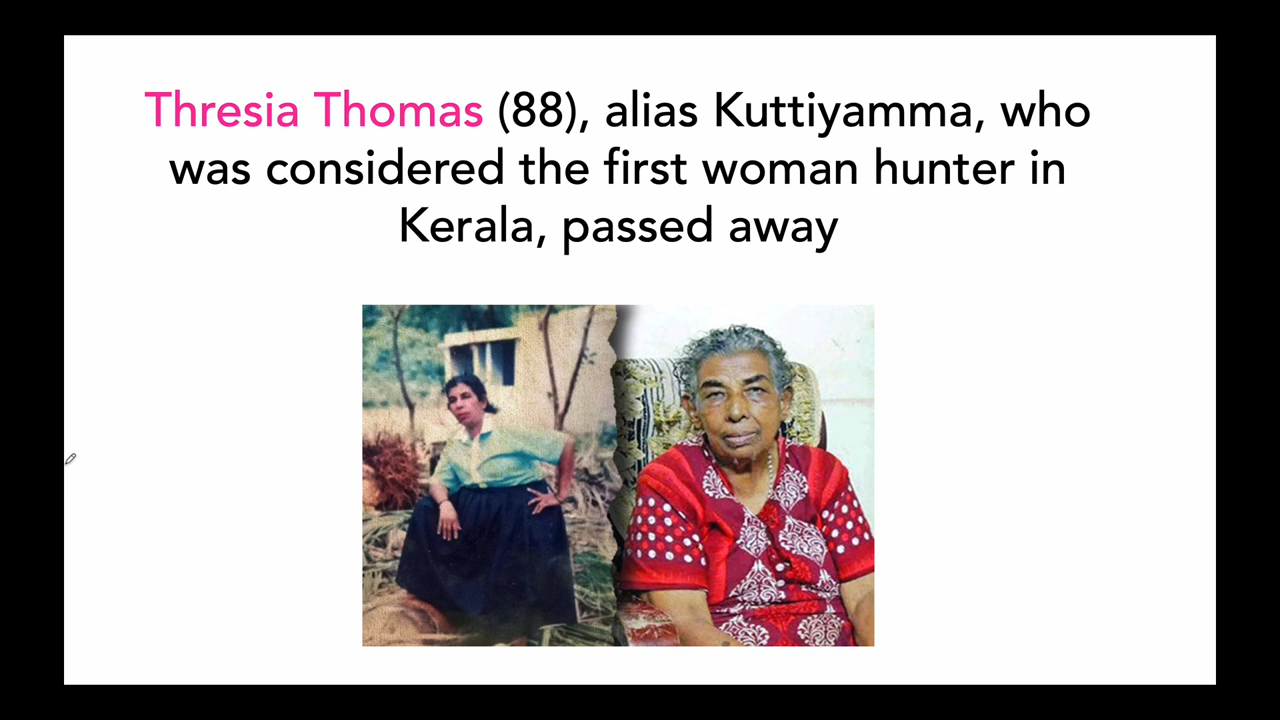 Thresia Thomas (88), alias Kuttiyamma, who
was considered the first woman hunter in
Kerala, passed away